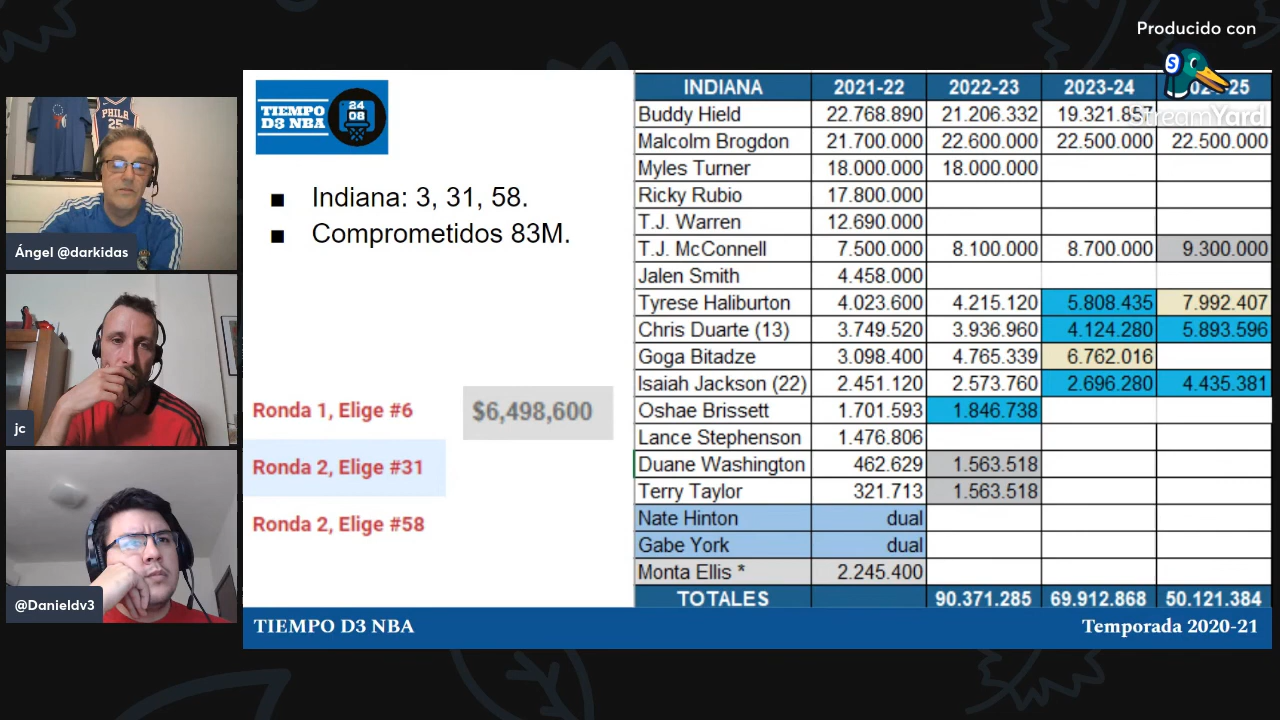 Producido con
S
StreamYard
PHILA
25
Ángel @darkidas
jc
@Danieldv3
TIEMPO
D3 NBA
24
08
■ Indiana: 3, 31, 58.
■ Comprometidos 83M.
Ronda 1, Elige #6 $6,498,600
Ronda 2, Elige #31
Ronda 2, Elige #58
INDIANA 2021-22 2022-23 2023-24
Buddy Hield 22.768.890 21.206.332 19.321.857
Malcolm Brogdon 21.700.000 22.600.000 22.500.000 22.500.000
Myles Turner 18.000.000 18.000.000
Ricky Rubio 17.800.000
T.J. Warren 12.690.000
T.J. McConnell 7.500.000 8.100.000 8.700.000 9.300.000
Jalen Smith 4.458.000
Tyrese Haliburton 4.023.600 4.215.120 5.808.435 7.992.407
Chris Duarte (13) 3.749.520 3.936.960 4.124.280 5.893.596
Goga Bitadze 3.098.400 4.765.339 6.762.016
Isaiah Jackson (22) 2.451.120 2.573.760 2.696.280 4.435.381
Oshae Brissett 1.701.593 1.846.738
Lance Stephenson 1.476.806
Duane Washington 462.629 1.563.518
Terry Taylor 321.713 1.563.518
Nate Hinton dual
Gabe York dual
Monta Ellis * 2.245.400
TOTALES 90.371.285 69.912.868 50.121.384
TIEMPO D3 NBA Temporada 2020-21